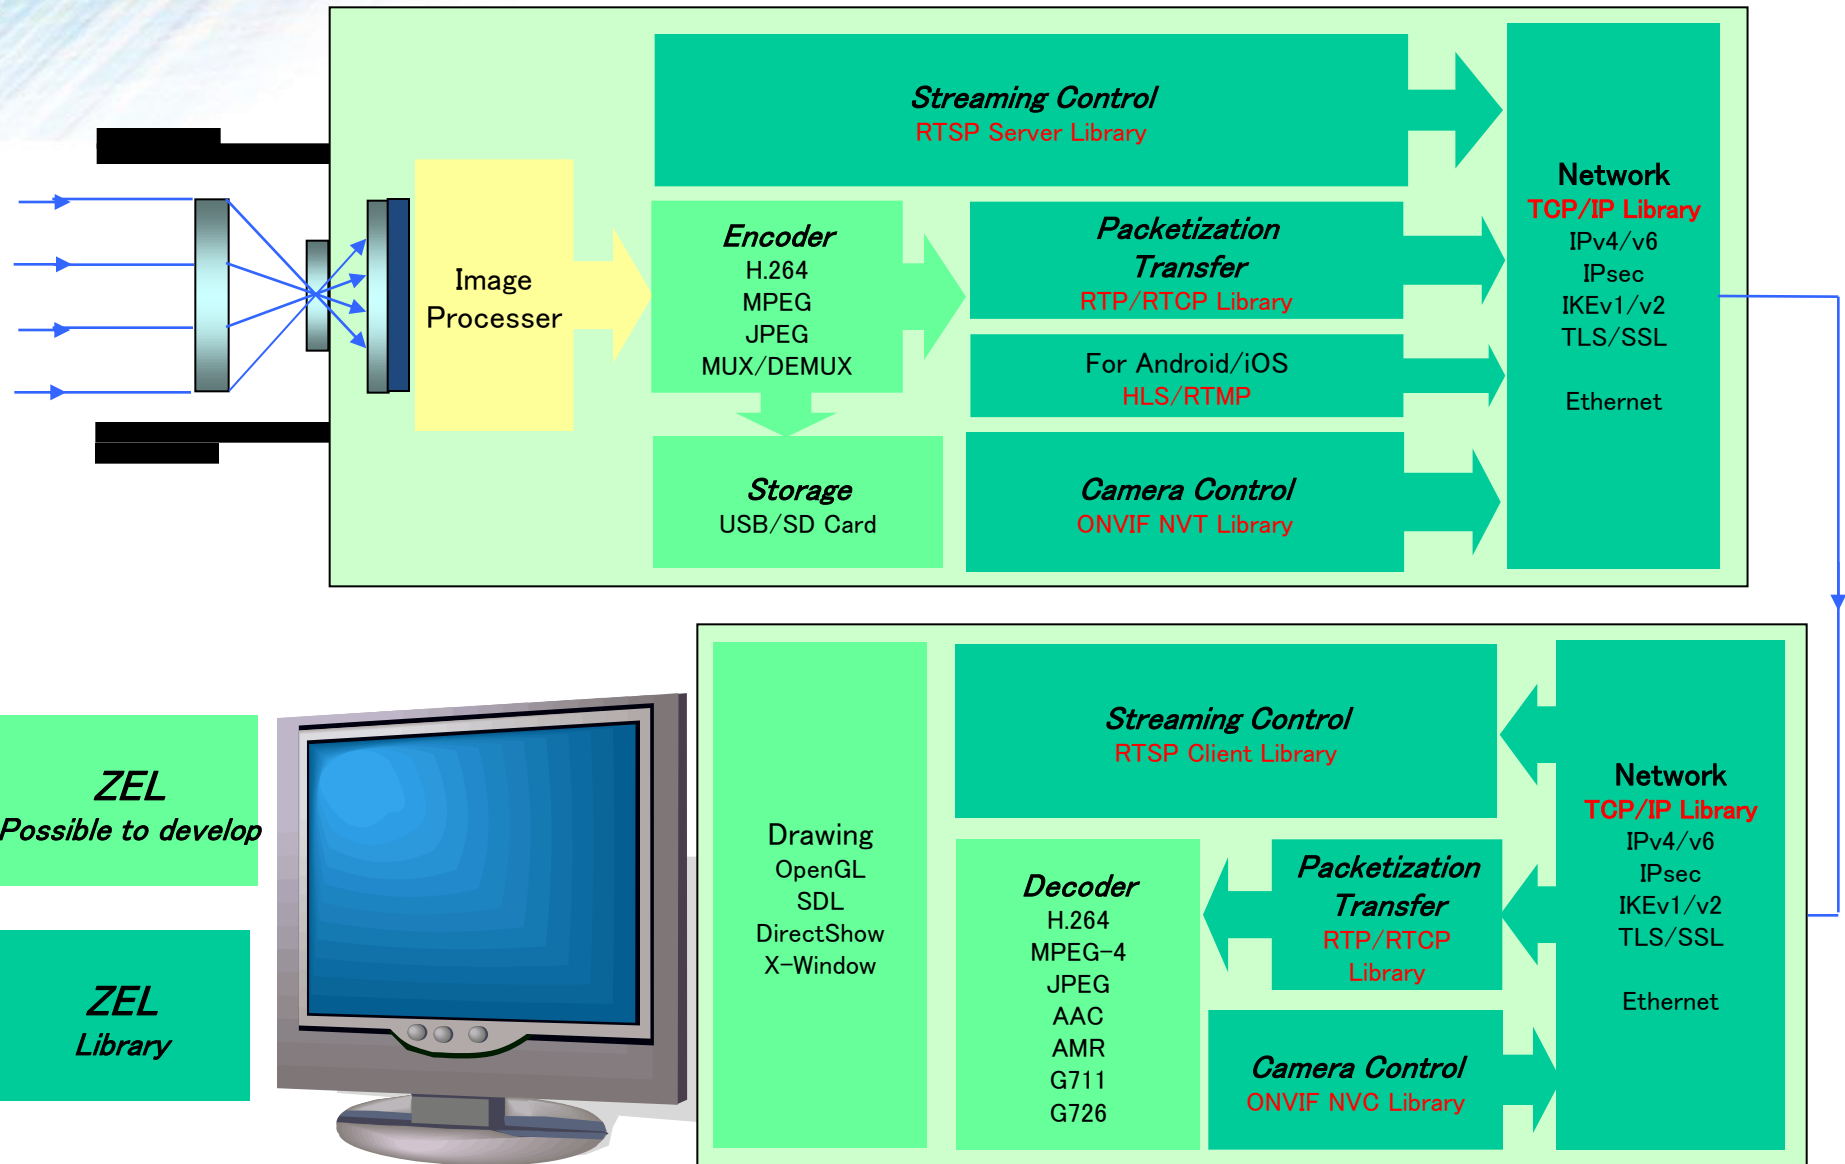 Streaming Control
RTSP Server Library
Network
TCP/IP Library
IPv4/v6
IPsec
IKEv1/v2
TLS/SSL
Ethernet
Image
Processer
Encoder
H.264
MPEG
JPEG
MUX/DEMUX
Packetization
Transfer
RTP/RTCP Library
For Android/iOS
HLS/RTMP
Storage
USB/SD Card
Camera Control
ONVIF NVT Library
ZEL
Possible to develop
ZEL
Library
Drawing
OpenGL
SDL
DirectShow
X-Window
Streaming Control
RTSP Client Library
Decoder
H.264
MPEG-4
JPEG
AAC
AMR
G711
G726
Packetization
Transfer
RTP/RTCP
Library
Camera Control
ONVIF NVC Library
Network
TCP/IP Library
IPv4/v6
IPsec
IKEv1/v2
TLS/SSL
Ethernet